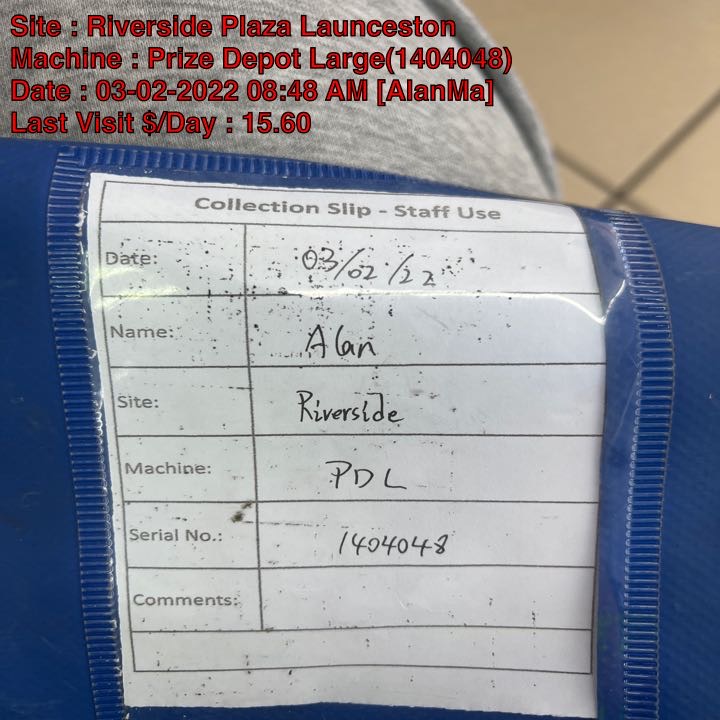 Site : Riverside Plaza Launceston
Machine : Prize Depot Large(1404048)
Date : 03-02-2022 08:48 AM [AlanMa]
Last Visit $/Day : 15.60
Collection Slip - Staff Use
Date: 03/02/22
Name: Alan
Site: Riverside
Machine: PDL
Serial No.: 1404048
Comments: